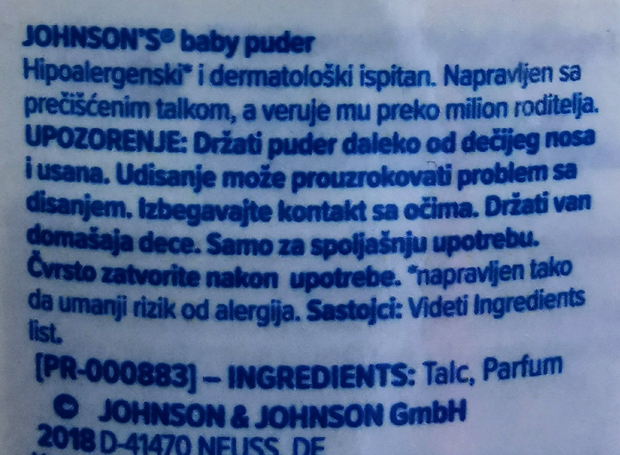 JOHNSON'S® baby puder
Hipoalergenski* i dermatološki ispitan. Napravljen sa
prečišćenim talkom, a veruje mu preko milion roditelja.
UPOZORENJE: Držati puder daleko od dečijeg nosa
i usana. Udisanje može prouzrokovati problem sa
disanjem. Izbegavajte kontakt sa očima. Držati van
domašaja dece. Samo za spoljašnju upotrebu.
Čvrsto zatvorite nakon upotrebe. *napravljen tako
da umanji rizik od alergija. Sastojci: Videti Ingredients
list.
[PR-000883] – INGREDIENTS: Talc, Parfum
© JOHNSON & JOHNSON GmbH
2018 D-41470 NEUSS, DE